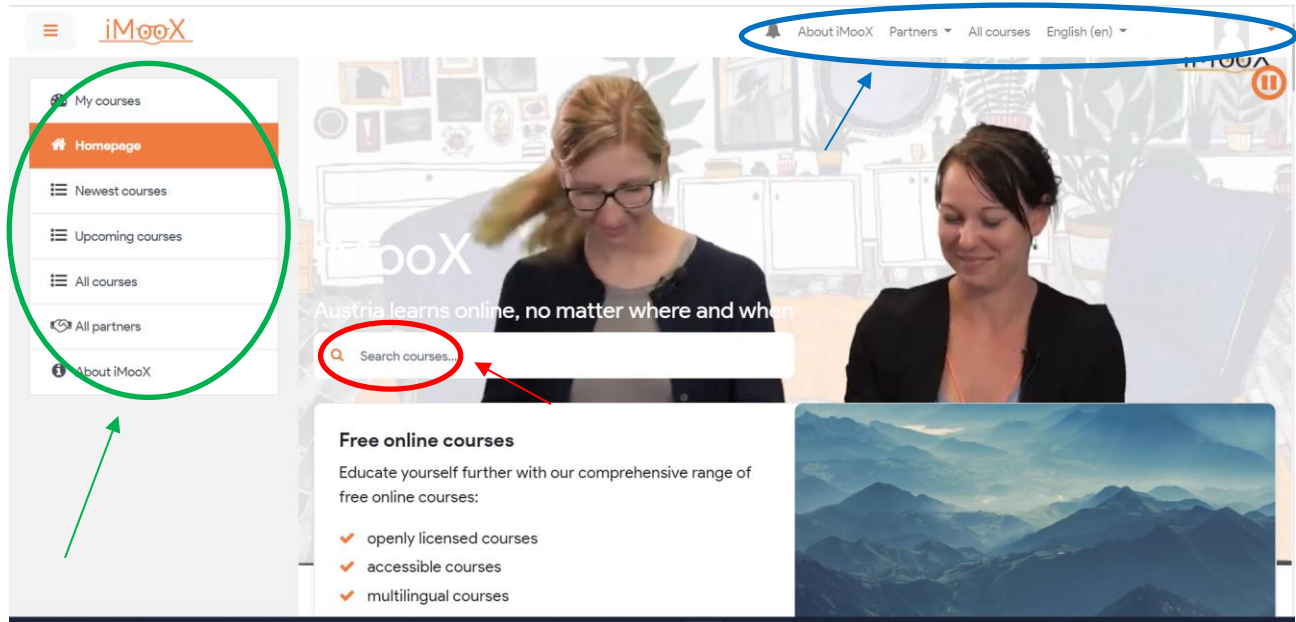 iMooX
About iMooX Partners All courses English (en)
iMooX
My courses
Homepage
Newest courses
Upcoming courses
All courses
All partners
About iMooX
iMooX
Austria learns online, no matter where and when
Search courses...
Free online courses
Educate yourself further with our comprehensive range of
free online courses:
openly licensed courses
accessible courses
multilingual courses